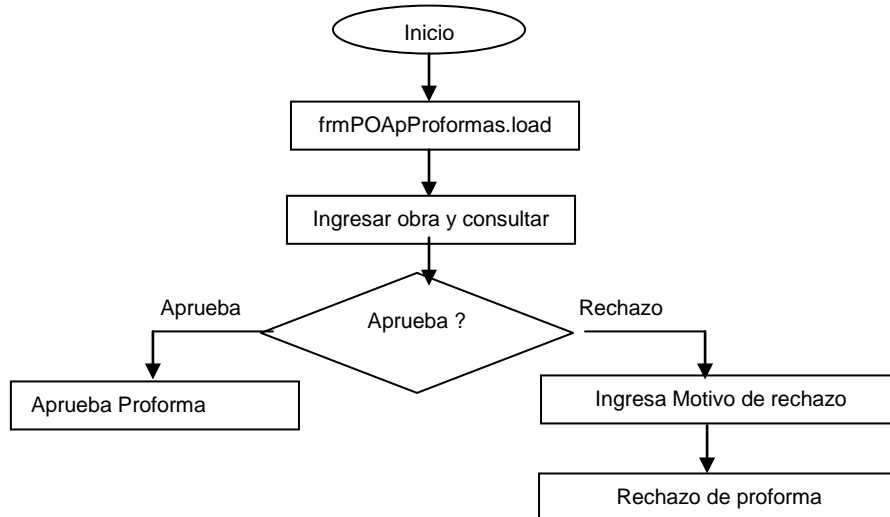 Inicio
frmPOApProformas.load
Ingresar obra y consultar
Aprueba
Aprueba ?
Rechazo
Aprueba Proforma
Ingresa Motivo de rechazo
Rechazo de proforma